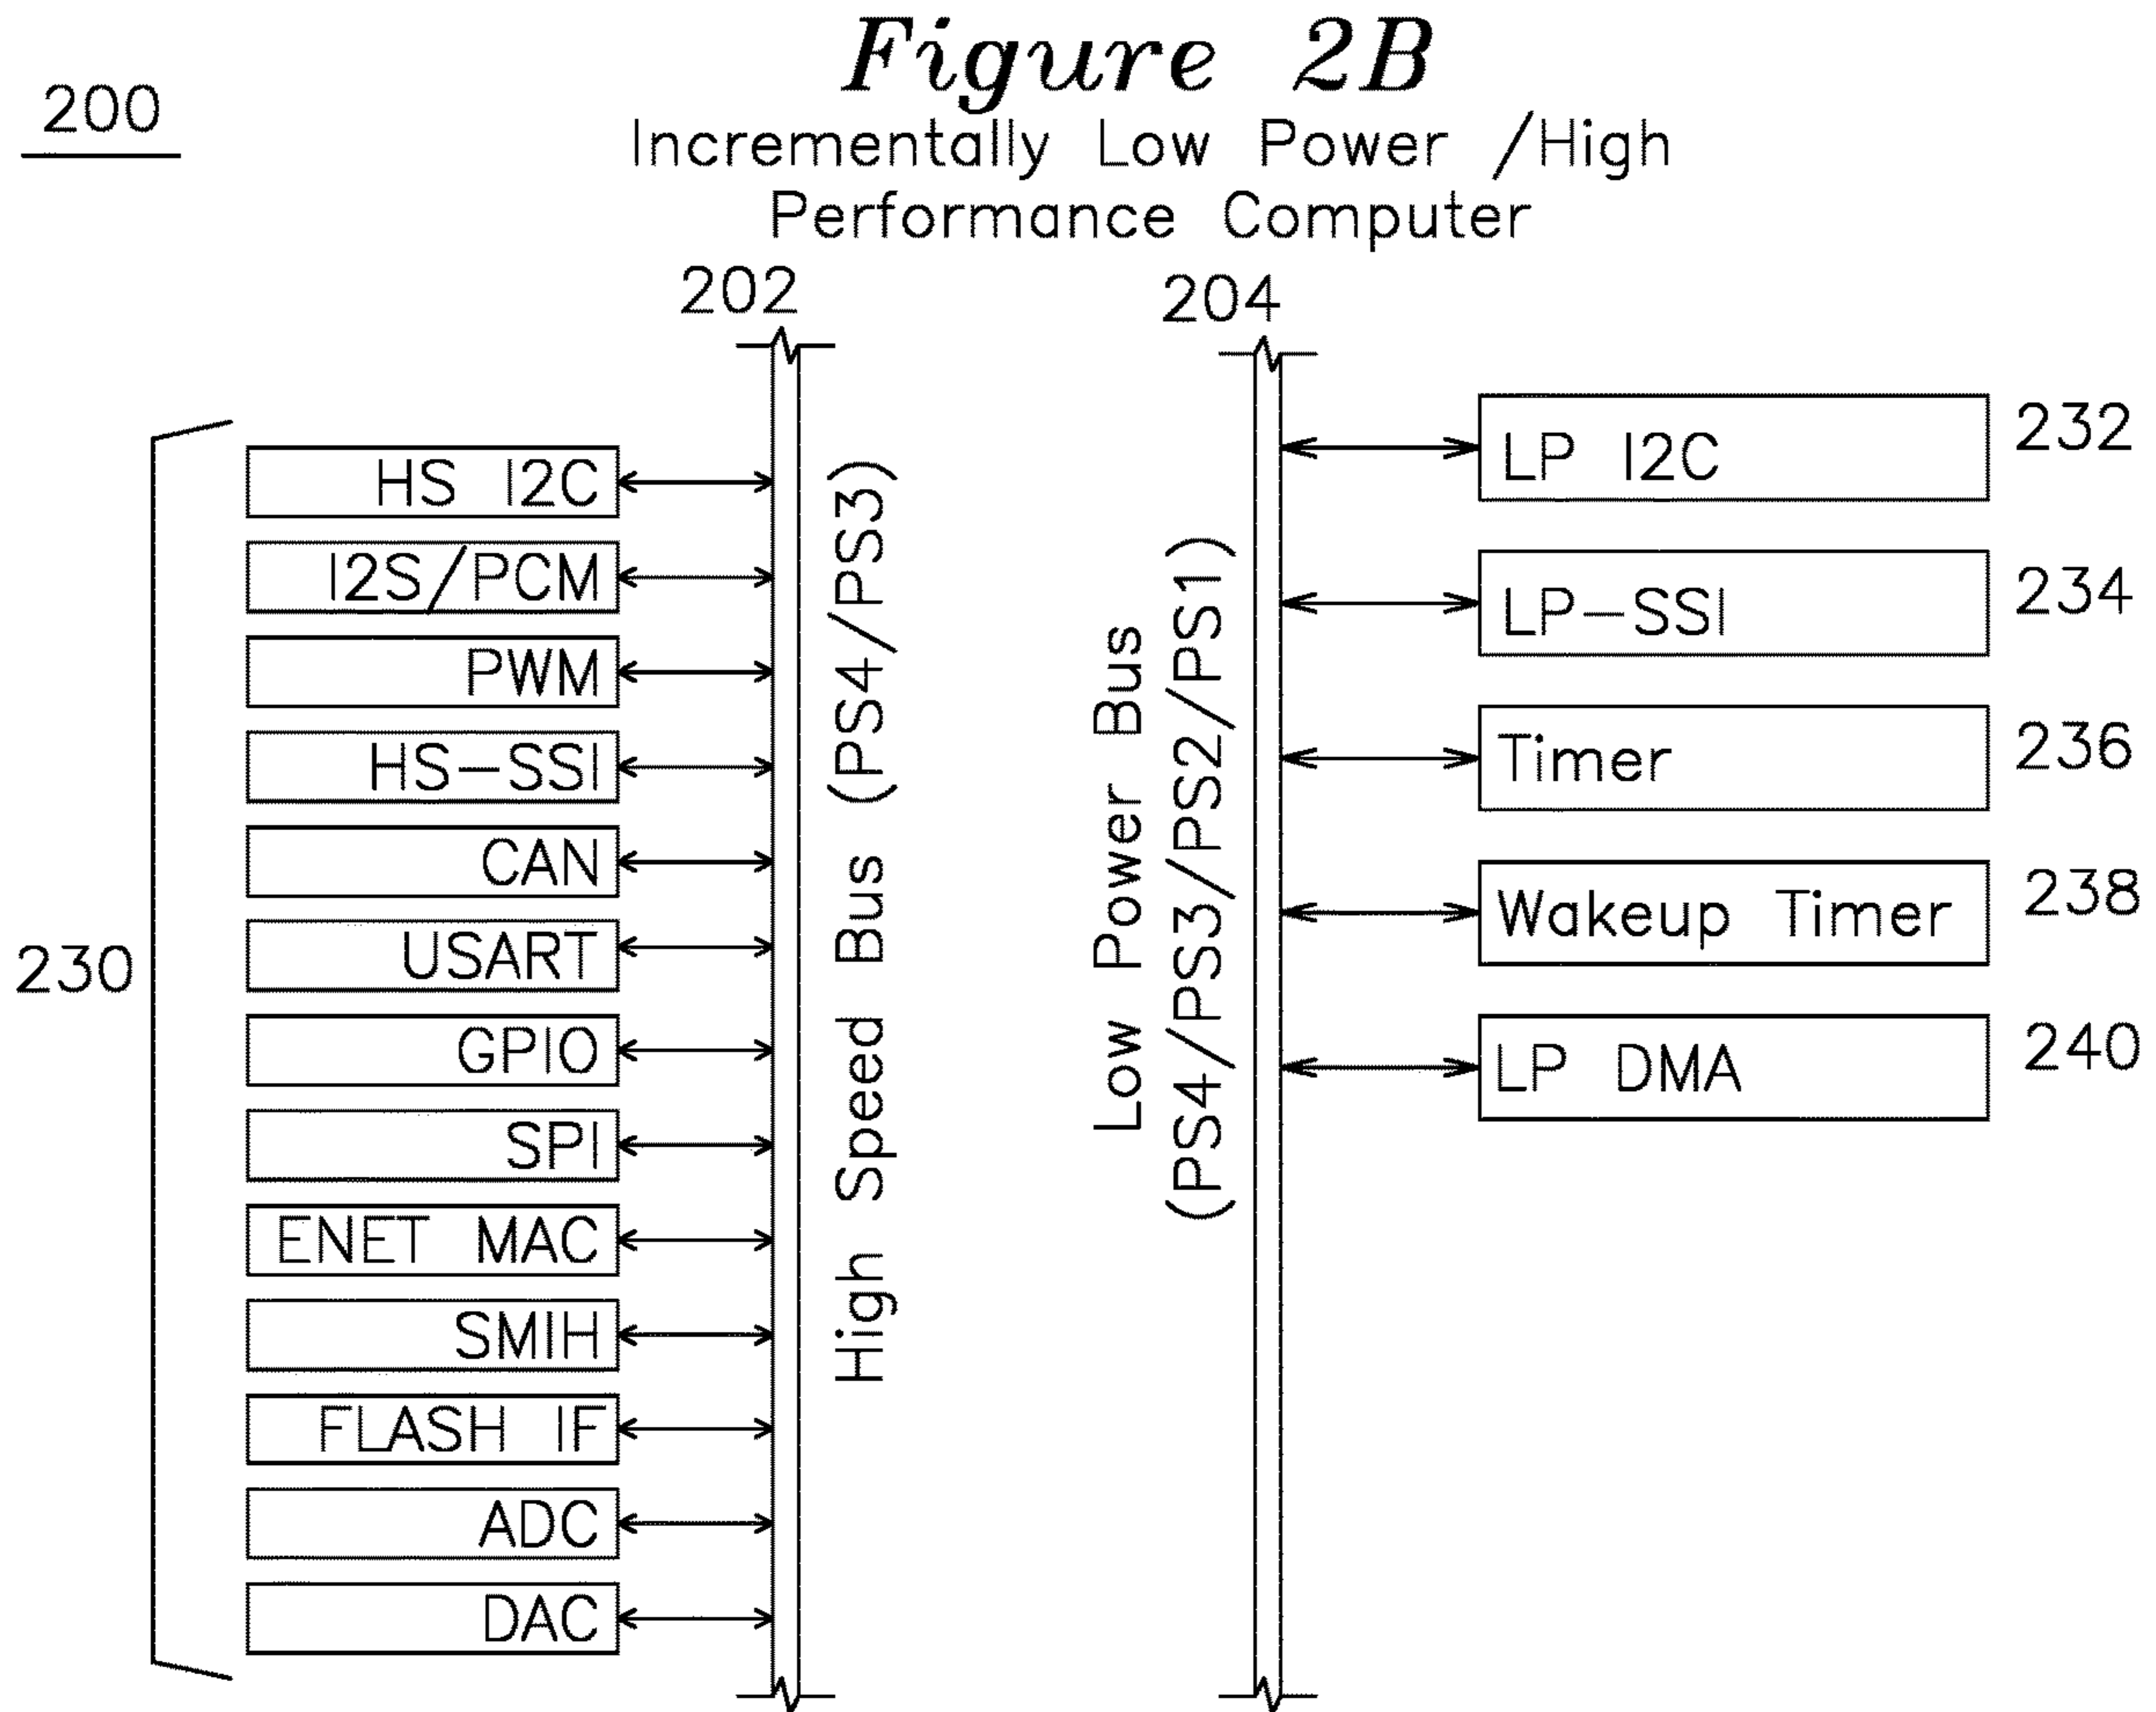 Figure 2B
200
Incrementally Low Power /High
Performance Computer
202
204
230
HS I2C
I2S/PCM
PWM
HS-SSI
CAN
USART
GPIO
SPI
ENET MAC
SMIH
FLASH IF
ADC
DAC
High Speed Bus (PS4/PS3)
Low Power Bus
(PS4/PS3/PS2/PS1)
LP I2C
232
LP-SSI
234
Timer
236
Wakeup Timer
238
LP DMA
240